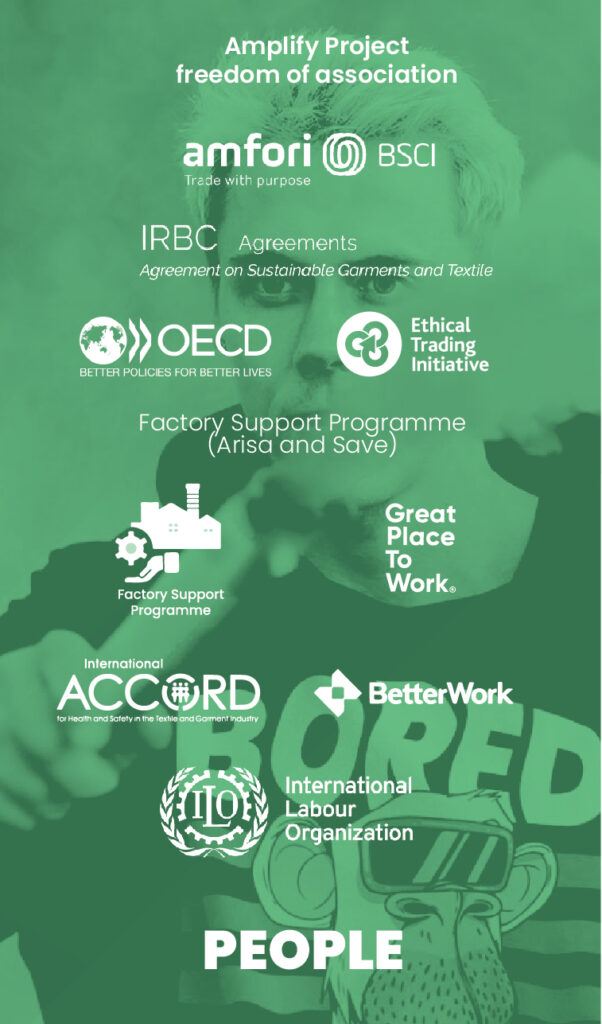 Amplify Project
freedom of association
amfori BSCI
Trade with purpose
IRBC Agreements
Agreement on Sustainable Garments and Textile
OECD
BETTER POLICIES FOR BETTER LIVES
Ethical
Trading
Initiative
Factory Support Programme
(Arisa and Save)
Factory Support
Programme
Great
Place
To
Work®
International
ACCORD
for Health and Safety in the Textile and Garment Industry
BetterWork
BORED
ILO
International
Labour
Organization
PEOPLE